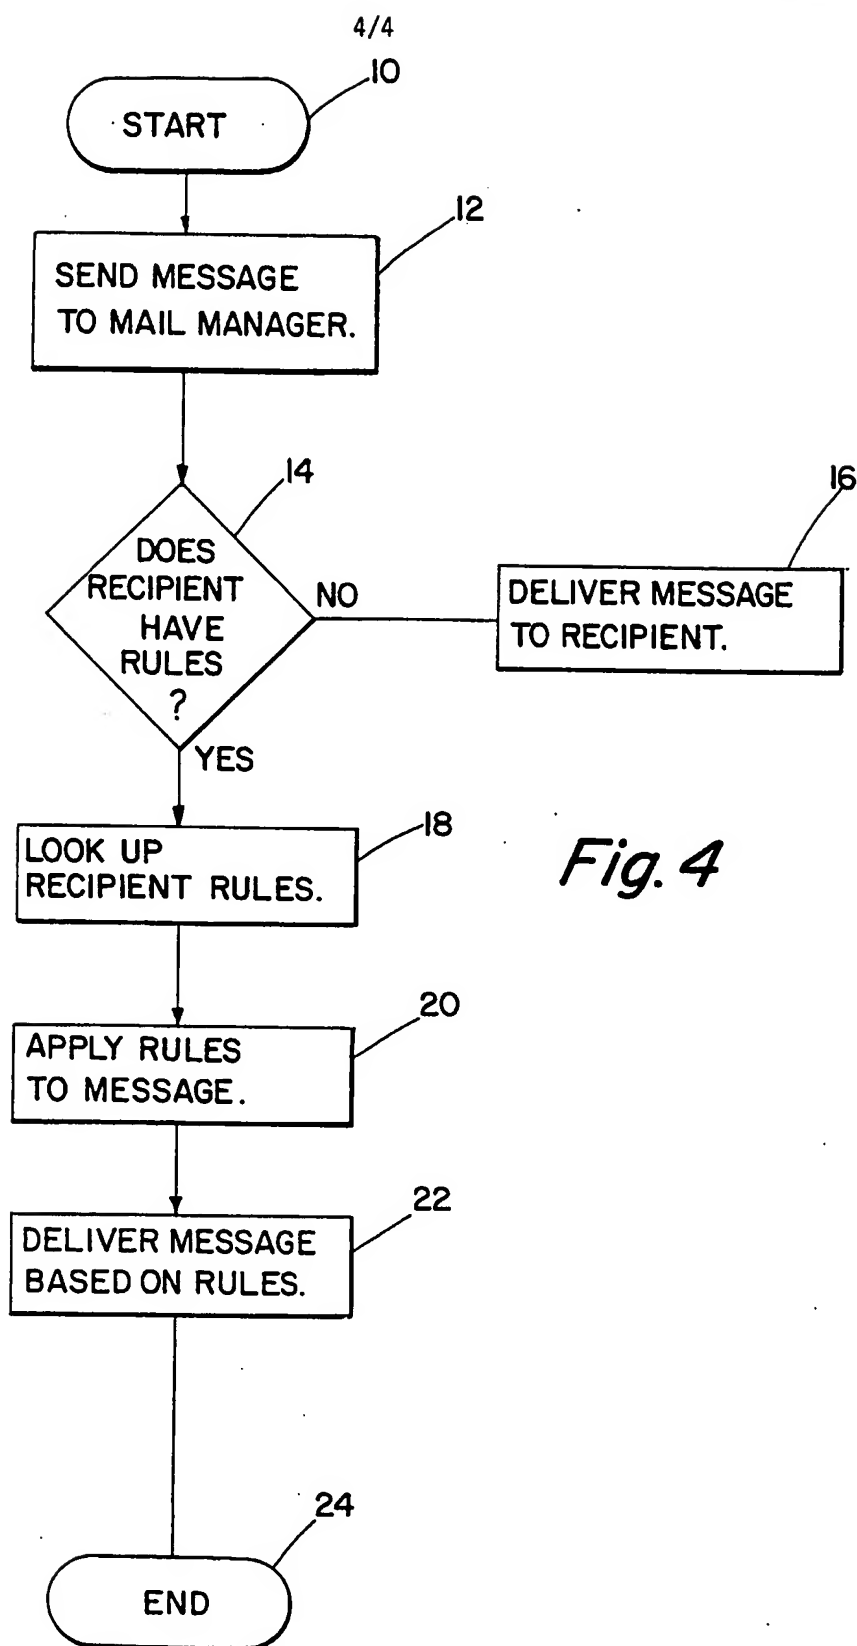 4/4
10
START
12
SEND MESSAGE
TO MAIL MANAGER.
14
16
DOES
RECIPIENT
HAVE
RULES
?
NO
DELIVER MESSAGE
TO RECIPIENT.
YES
18
LOOK UP
RECIPIENT RULES.
Fig. 4
20
APPLY RULES
TO MESSAGE.
22
DELIVER MESSAGE
BASED ON RULES.
24
END